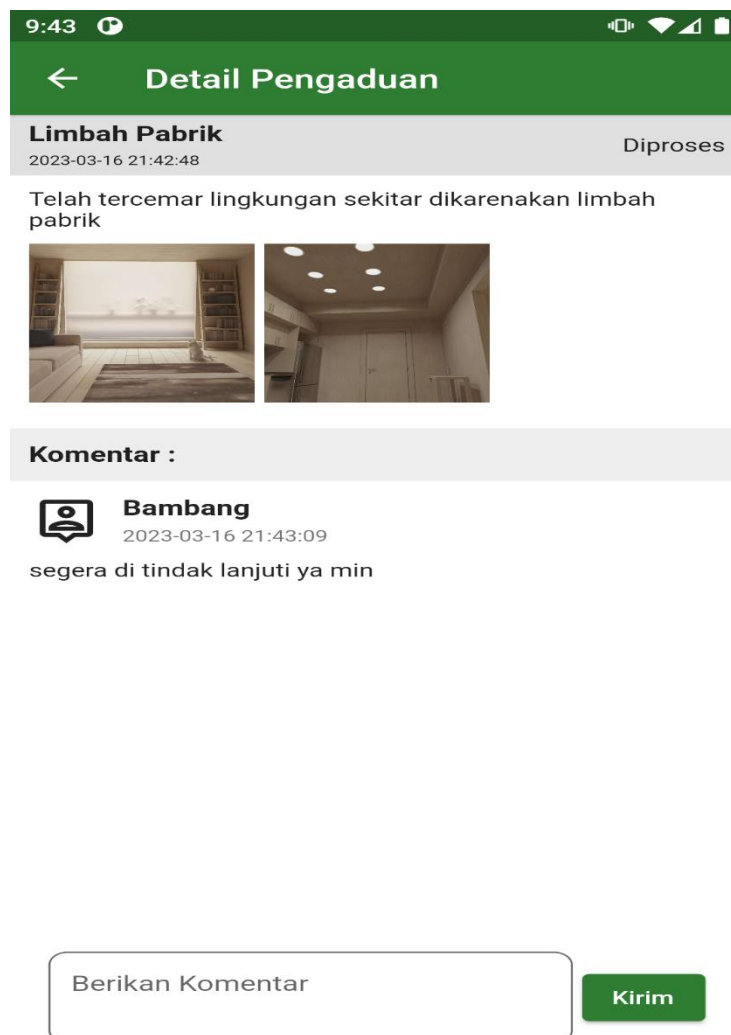 9:43
Detail Pengaduan
Limbah Pabrik
Diproses
2023-03-16 21:42:48
Telah tercemar lingkungan sekitar dikarenakan limbah
pabrik
Komentar :
Bambang
2023-03-16 21:43:09
segera di tindak lanjuti ya min
Berikan Komentar
Kirim